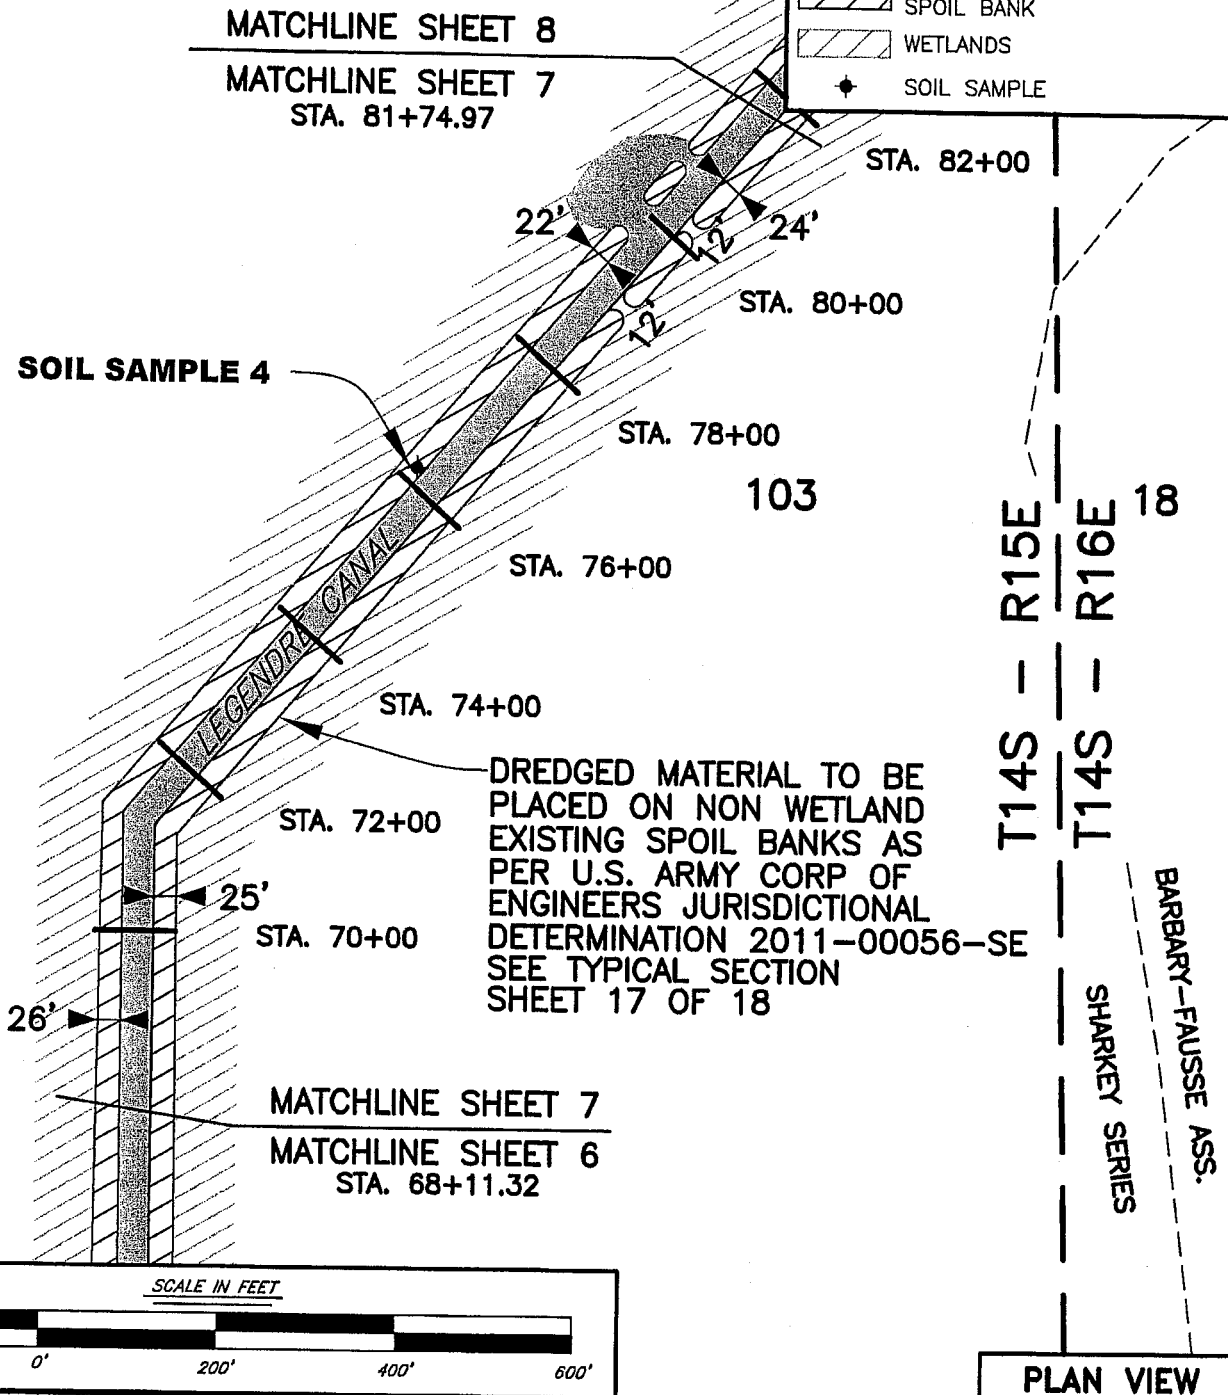 MATCHLINE SHEET 8
MATCHLINE SHEET 7
STA. 81+74.97
SPOIL BANK
WETLANDS
SOIL SAMPLE
STA. 82+00
22'
24'
12'
STA. 80+00
12'
SOIL SAMPLE 4
STA. 78+00
103
18
STA. 76+00
LEGENDRE CANAL
STA. 74+00
T14S - R15E
T14S - R16E
DREDGED MATERIAL TO BE
PLACED ON NON WETLAND
EXISTING SPOIL BANKS AS
PER U.S. ARMY CORP OF
ENGINEERS JURISDICTIONAL
DETERMINATION 2011-00056-SE
SEE TYPICAL SECTION
SHEET 17 OF 18
STA. 72+00
25'
STA. 70+00
26'
BARBARY-FAUSSE ASS.
SHARKEY SERIES
MATCHLINE SHEET 7
MATCHLINE SHEET 6
STA. 68+11.32
SCALE IN FEET
0' 200' 400' 600'
PLAN VIEW